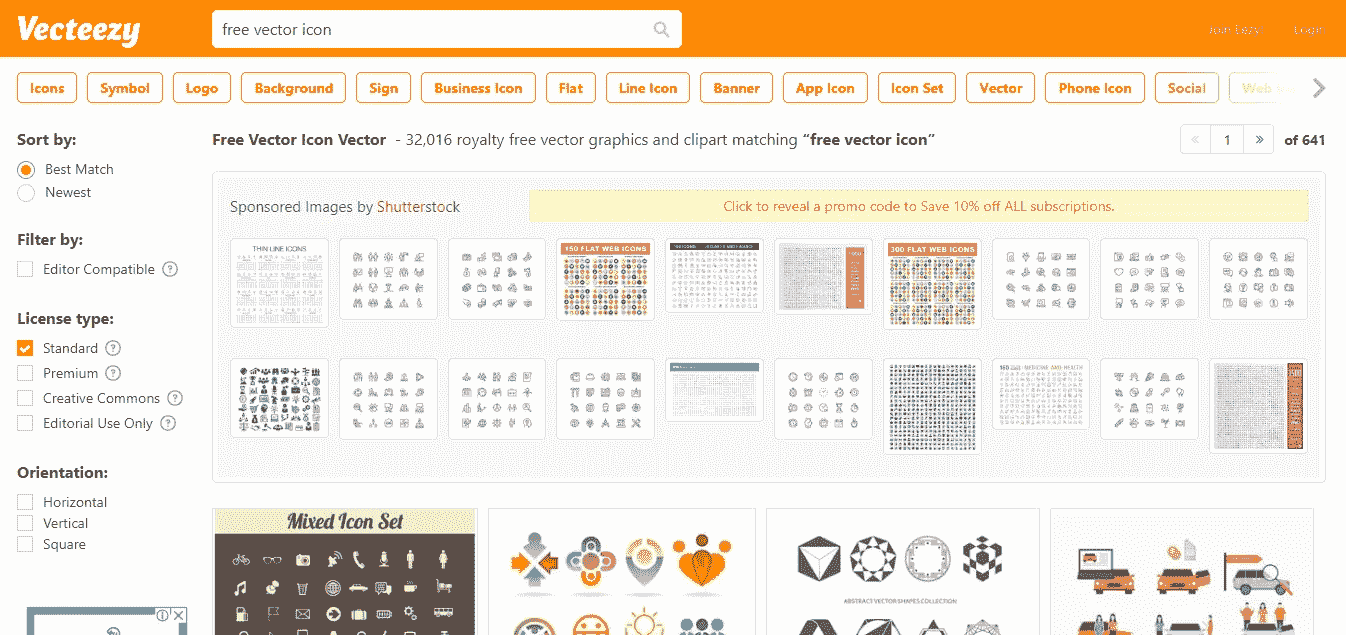 Vecteezy
free vector icon
Icons Symbol Logo Background Sign Business Icon Flat Line Icon Banner App Icon Icon Set Vector Phone Icon Social Web
Sort by:
Best Match
Newest
Filter by:
Editor Compatible ?
License type:
Standard ?
Premium ?
Creative Commons ?
Editorial Use Only ?
Orientation:
Horizontal
Vertical
Square
Free Vector Icon Vector - 32,016 royalty free vector graphics and clipart matching “free vector icon”
« 1 » of 641
Sponsored Images by Shutterstock
Click to reveal a promo code to Save 10% off ALL subscriptions.
THIN LINE ICONS
150 FLAT WEB ICONS
300 FLAT WEB ICONS
MEDICINE AND HEALTH
Mixed Icon Set
ABSTRACT VECTOR SHAPES COLLECTION